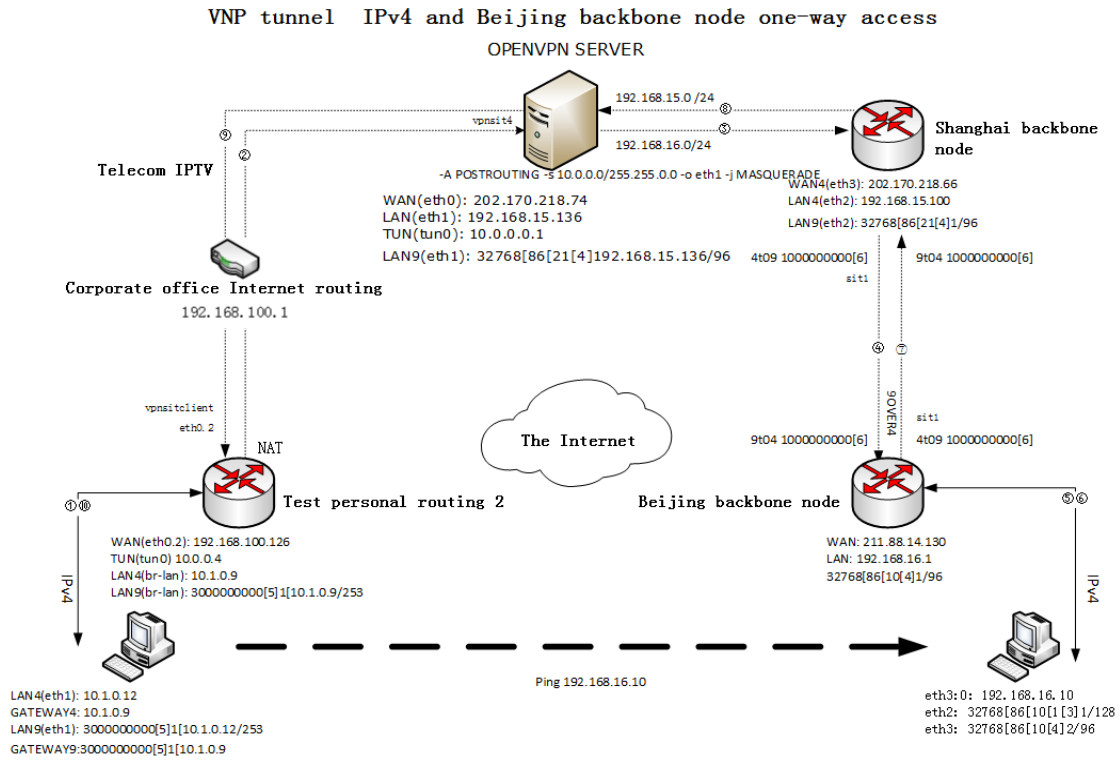 VNP tunnel  IPv4 and Beijing backbone node one-way access
OPENVPN SERVER
192.168.15.0 /24
⑧
⑨
vpnsit4
③
②
192.168.16.0/24
Shanghai backbone
node
Telecom IPTV
-A POSTROUTING -s 10.0.0.0/255.255.0.0 -o eth1 -j MASQUERADE
WAN(eth0): 202.170.218.74
LAN(eth1): 192.168.15.136
TUN(tun0): 10.0.0.0.1
LAN9(eth1): 32768[86[21[4]192.168.15.136/96
WAN4(eth3): 202.170.218.66
LAN4(eth2): 192.168.15.100
LAN9(eth2): 32768[86[21[4]1/96
4t09 1000000000[6]
sit1
9t04 1000000000[6]
Corporate office Internet routing
192.168.100.1
④
⑦
vpnsitclient
eth0.2
9OVER4
sit1
NAT
The Internet
9t04 1000000000[6]
4t09 1000000000[6]
①⑩
Test personal routing 2
Beijing backbone node
⑤⑥
WAN(eth0.2): 192.168.100.126
TUN(tun0) 10.0.0.4
LAN4(br-lan): 10.1.0.9
LAN9(br-lan): 3000000000[5]1[10.1.0.9/253
WAN: 211.88.14.130
LAN: 192.168.16.1
32768[86[10[4]1/96
IPv4
IPv4
Ping 192.168.16.10
LAN4(eth1): 10.1.0.12
GATEWAY4: 10.1.0.9
LAN9(eth1): 3000000000[5]1[10.1.0.12/253
GATEWAY9:3000000000[5]1[10.1.0.9
eth3:0: 192.168.16.10
eth2: 32768[86[10[1[3]1/128
eth3: 32768[86[10[4]2/96